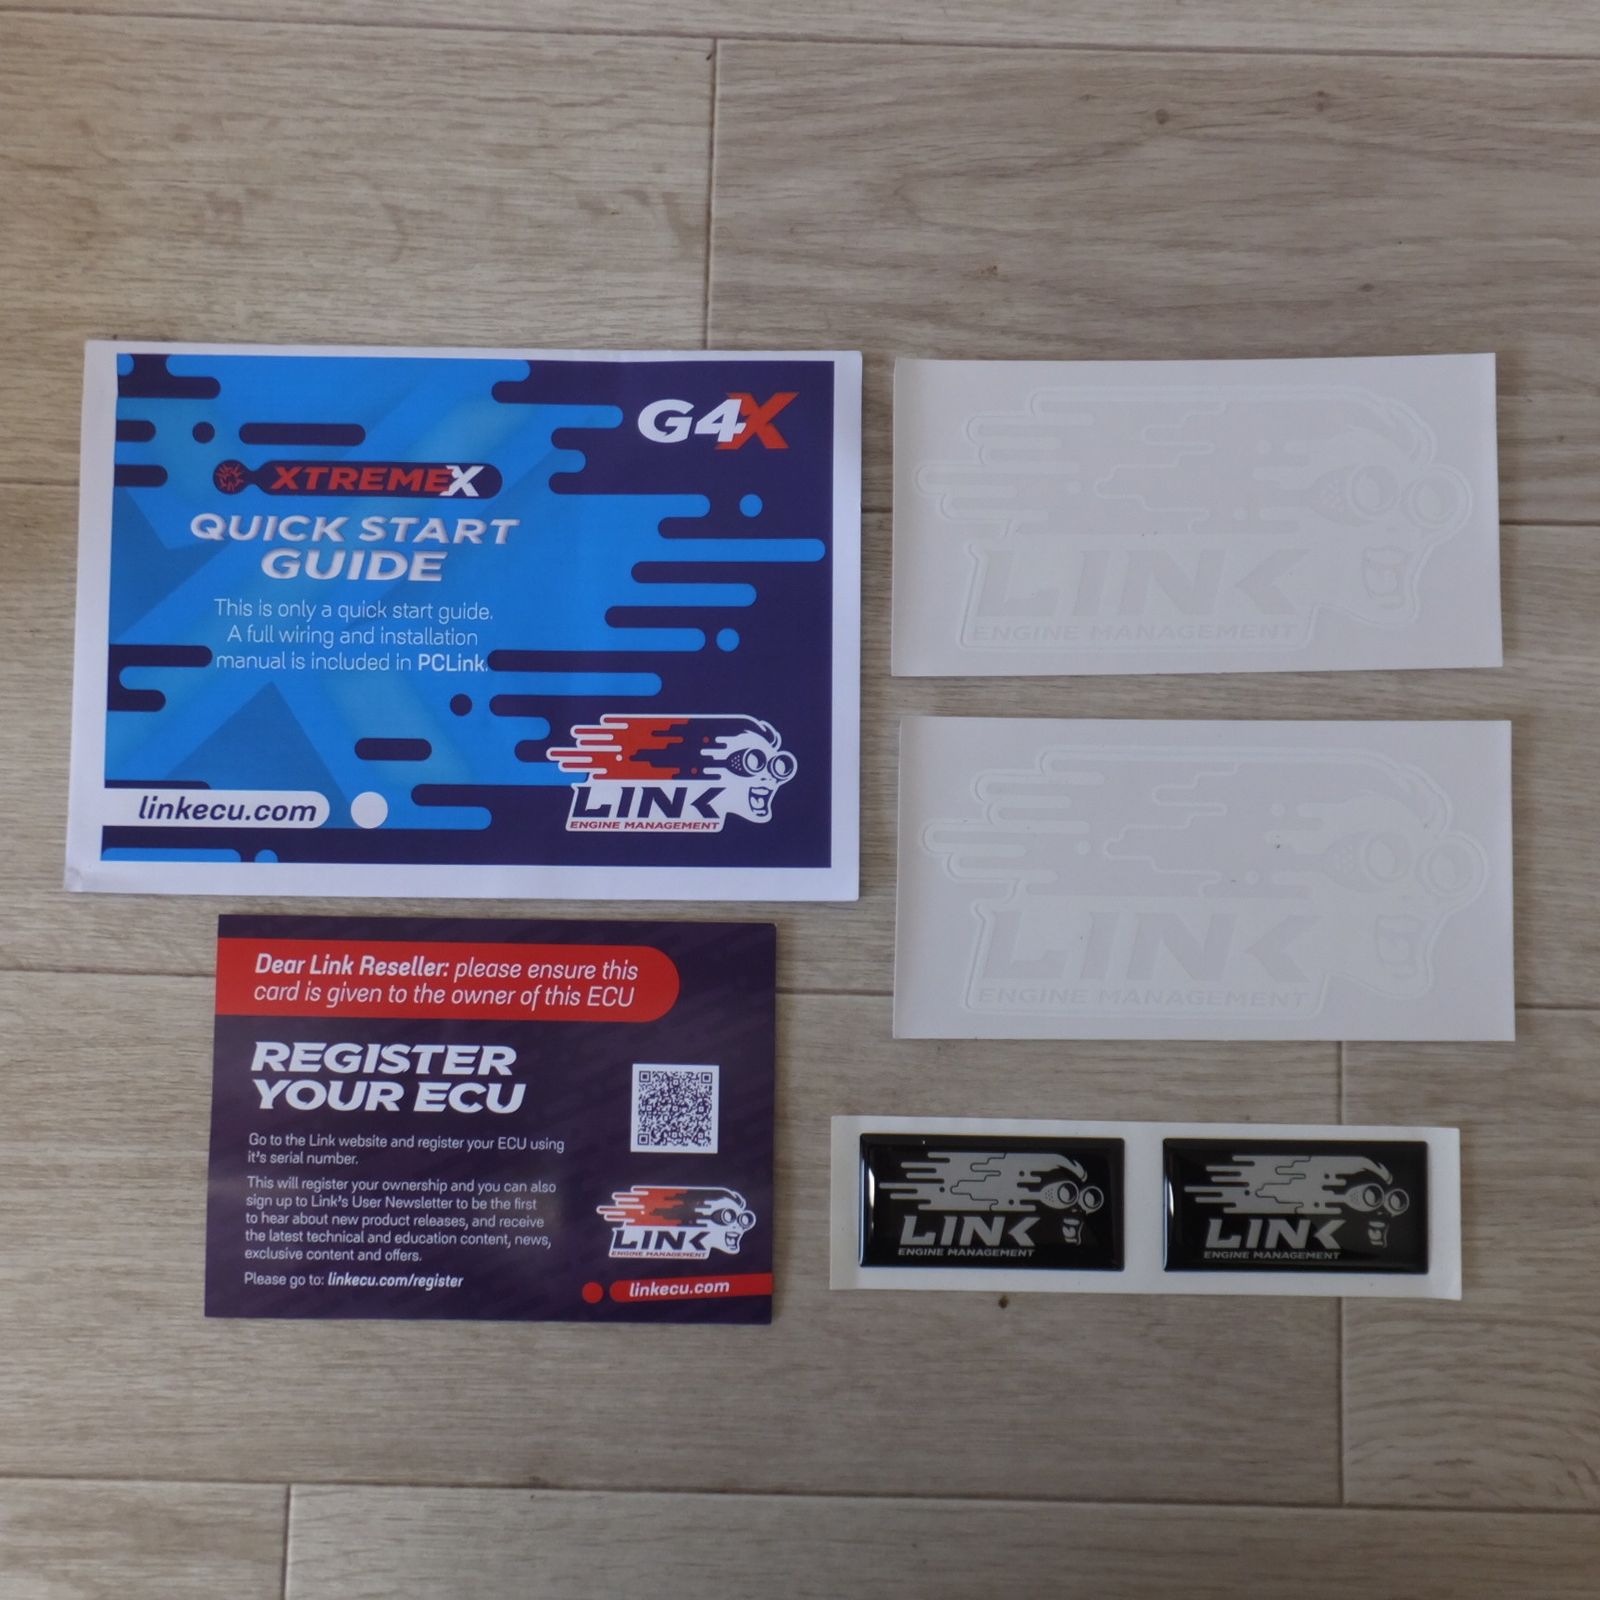 G4X
XTREMEX
QUICK START
GUIDE
This is only a quick start guide.
A full wiring and installation
manual is included in PCLink.
linkecu.com
LINK
ENGINE MANAGEMENT
Dear Link Reseller: please ensure this
card is given to the owner of this ECU
REGISTER
YOUR ECU
Go to the Link website and register your ECU using
it's serial number.
This will register your ownership and you can also
sign up to Link's User Newsletter to be the first
to hear about new product releases, and receive
the latest technical and education content, news,
exclusive content and offers.
Please go to: linkecu.com/register
LINK
ENGINE MANAGEMENT
linkecu.com
LINK
ENGINE MANAGEMENT
LINK
ENGINE MANAGEMENT
LINK
ENGINE MANAGEMENT
LINK
ENGINE MANAGEMENT